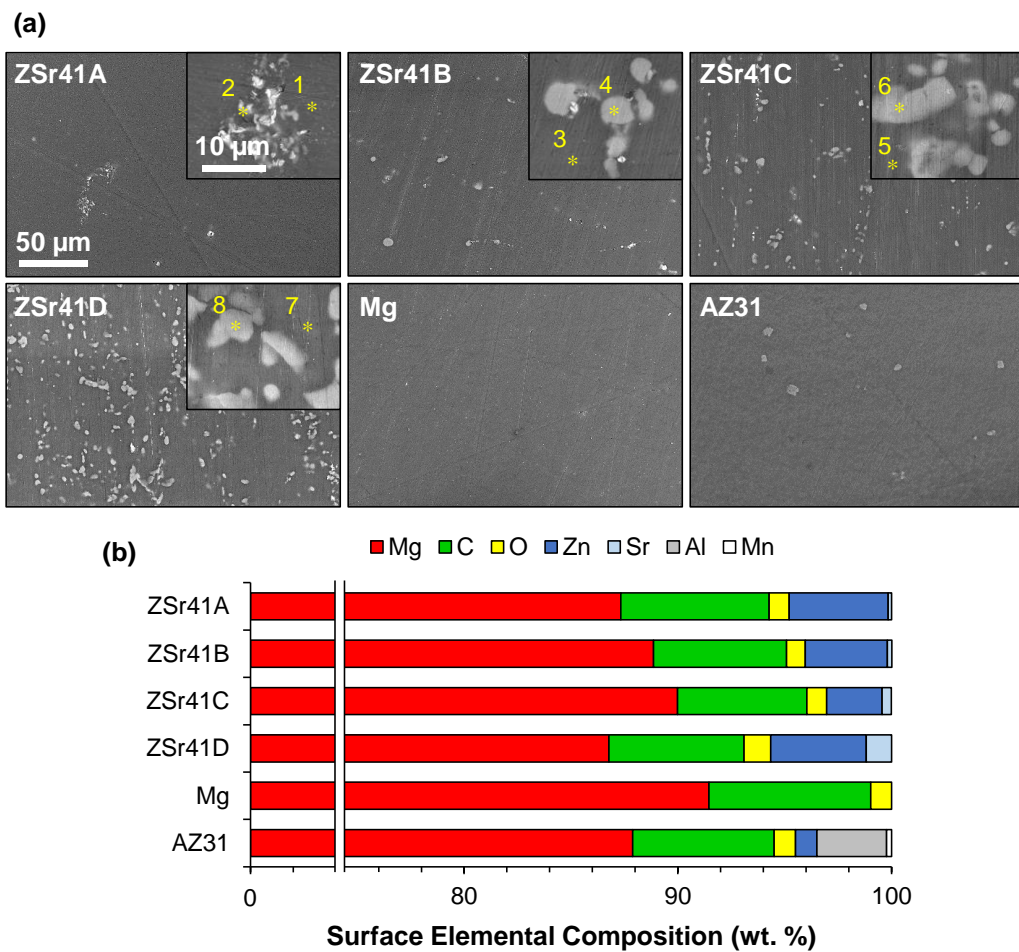 (a)
ZSr41A
2 1
* *
10 µm
50 µm
ZSr41B
4
*
3
*
ZSr41C
6
*
5
*
ZSr41D
8 7
* *
Mg
AZ31
(b)
Mg C O Zn Sr Al Mn
ZSr41A
ZSr41B
ZSr41C
ZSr41D
Mg
AZ31
0 80 90 100
Surface Elemental Composition (wt. %)